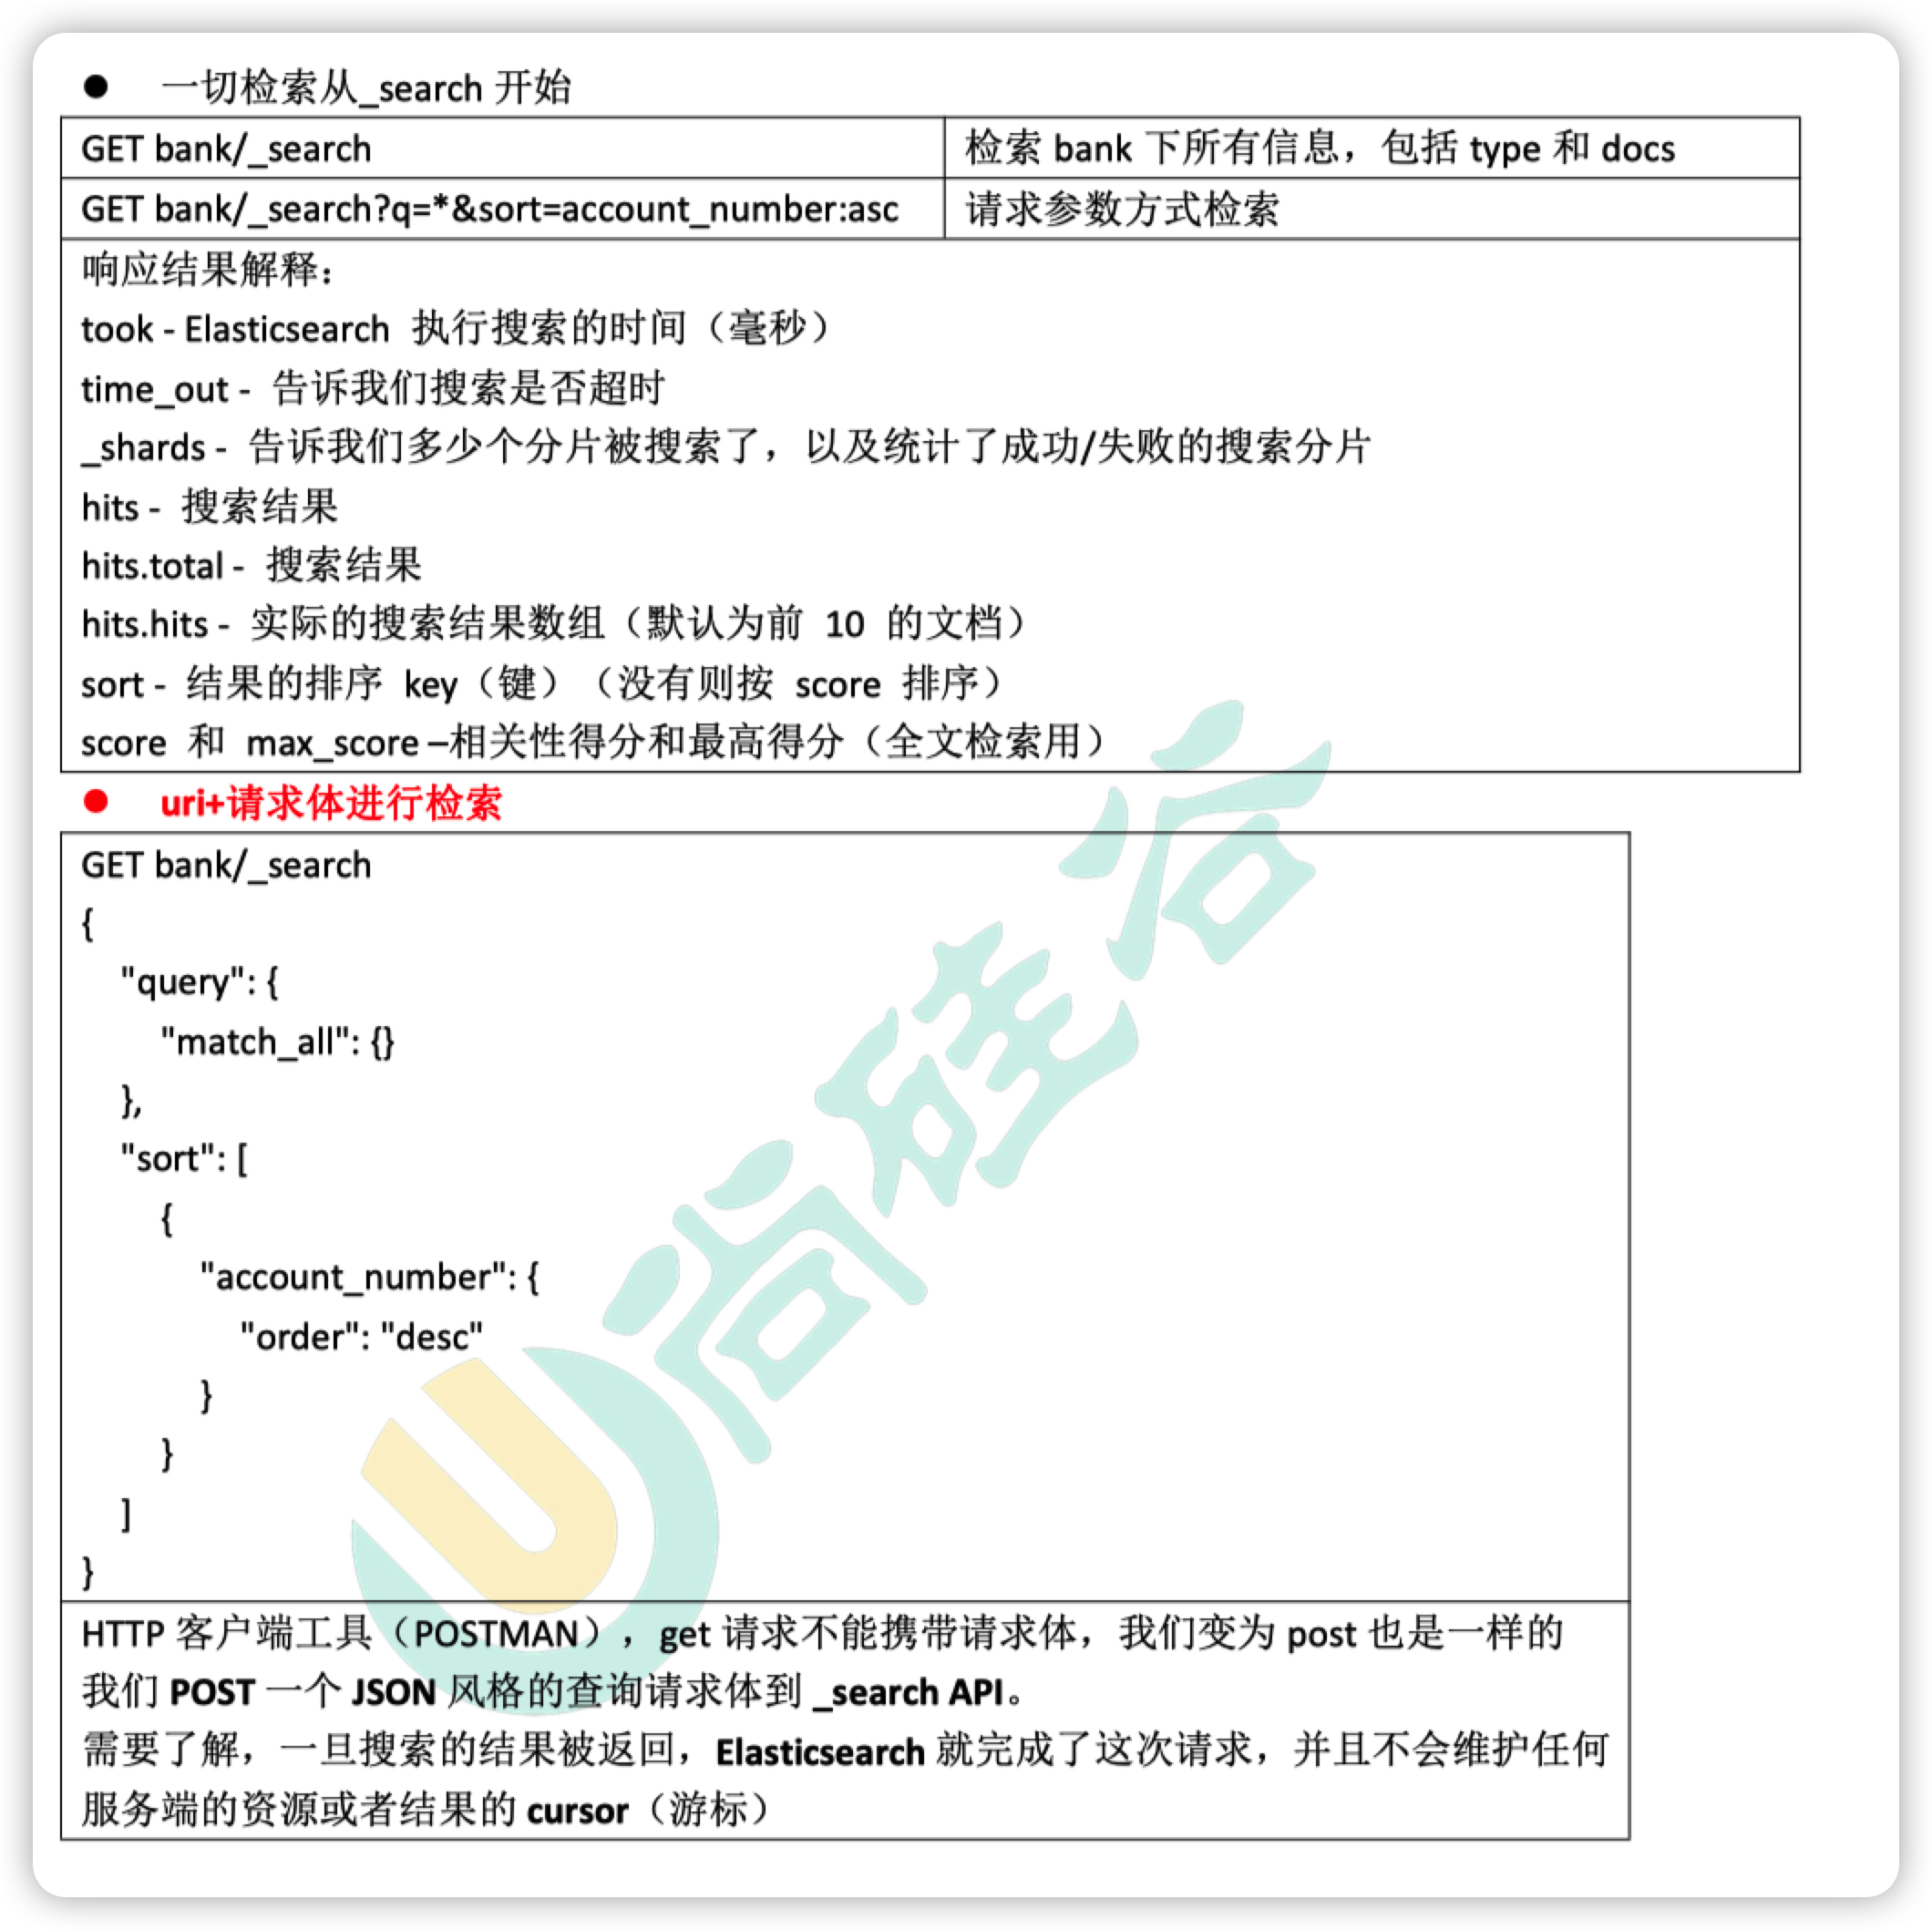 ● 一切检索从_search 开始
GET bank/_search 检索 bank 下所有信息，包括 type 和 docs
GET bank/_search?q=*&sort=account_number:asc 请求参数方式检索
响应结果解释：
took - Elasticsearch 执行搜索的时间（毫秒）
time_out - 告诉我们搜索是否超时
_shards - 告诉我们多少个分片被搜索了，以及统计了成功/失败的搜索分片
hits - 搜索结果
hits.total - 搜索结果
hits.hits - 实际的搜索结果数组（默认为前 10 的文档）
sort - 结果的排序 key（键）（没有则按 score 排序）
score 和 max_score –相关性得分和最高得分（全文检索用）
● uri+请求体进行检索
GET bank/_search
{
"query": {
"match_all": {}
},
"sort": [
{
"account_number": {
"order": "desc"
}
}
]
}
HTTP 客户端工具（POSTMAN），get 请求不能携带请求体，我们变为 post 也是一样的
我们 POST 一个 JSON 风格的查询请求体到 _search API。
需要了解，一旦搜索的结果被返回，Elasticsearch 就完成了这次请求，并且不会维护任何
服务端的资源或者结果的 cursor（游标）
尚硅谷